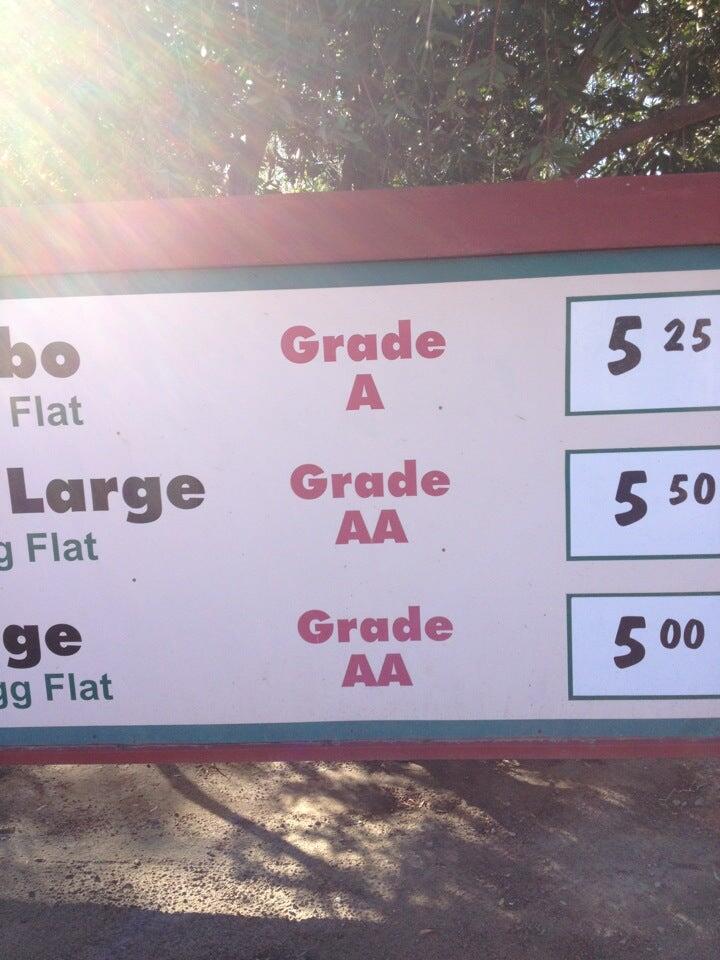 bo Grade 5 25
Flat A
Large Grade 5 50
g Flat AA
ge Grade 5 00
gg Flat AA